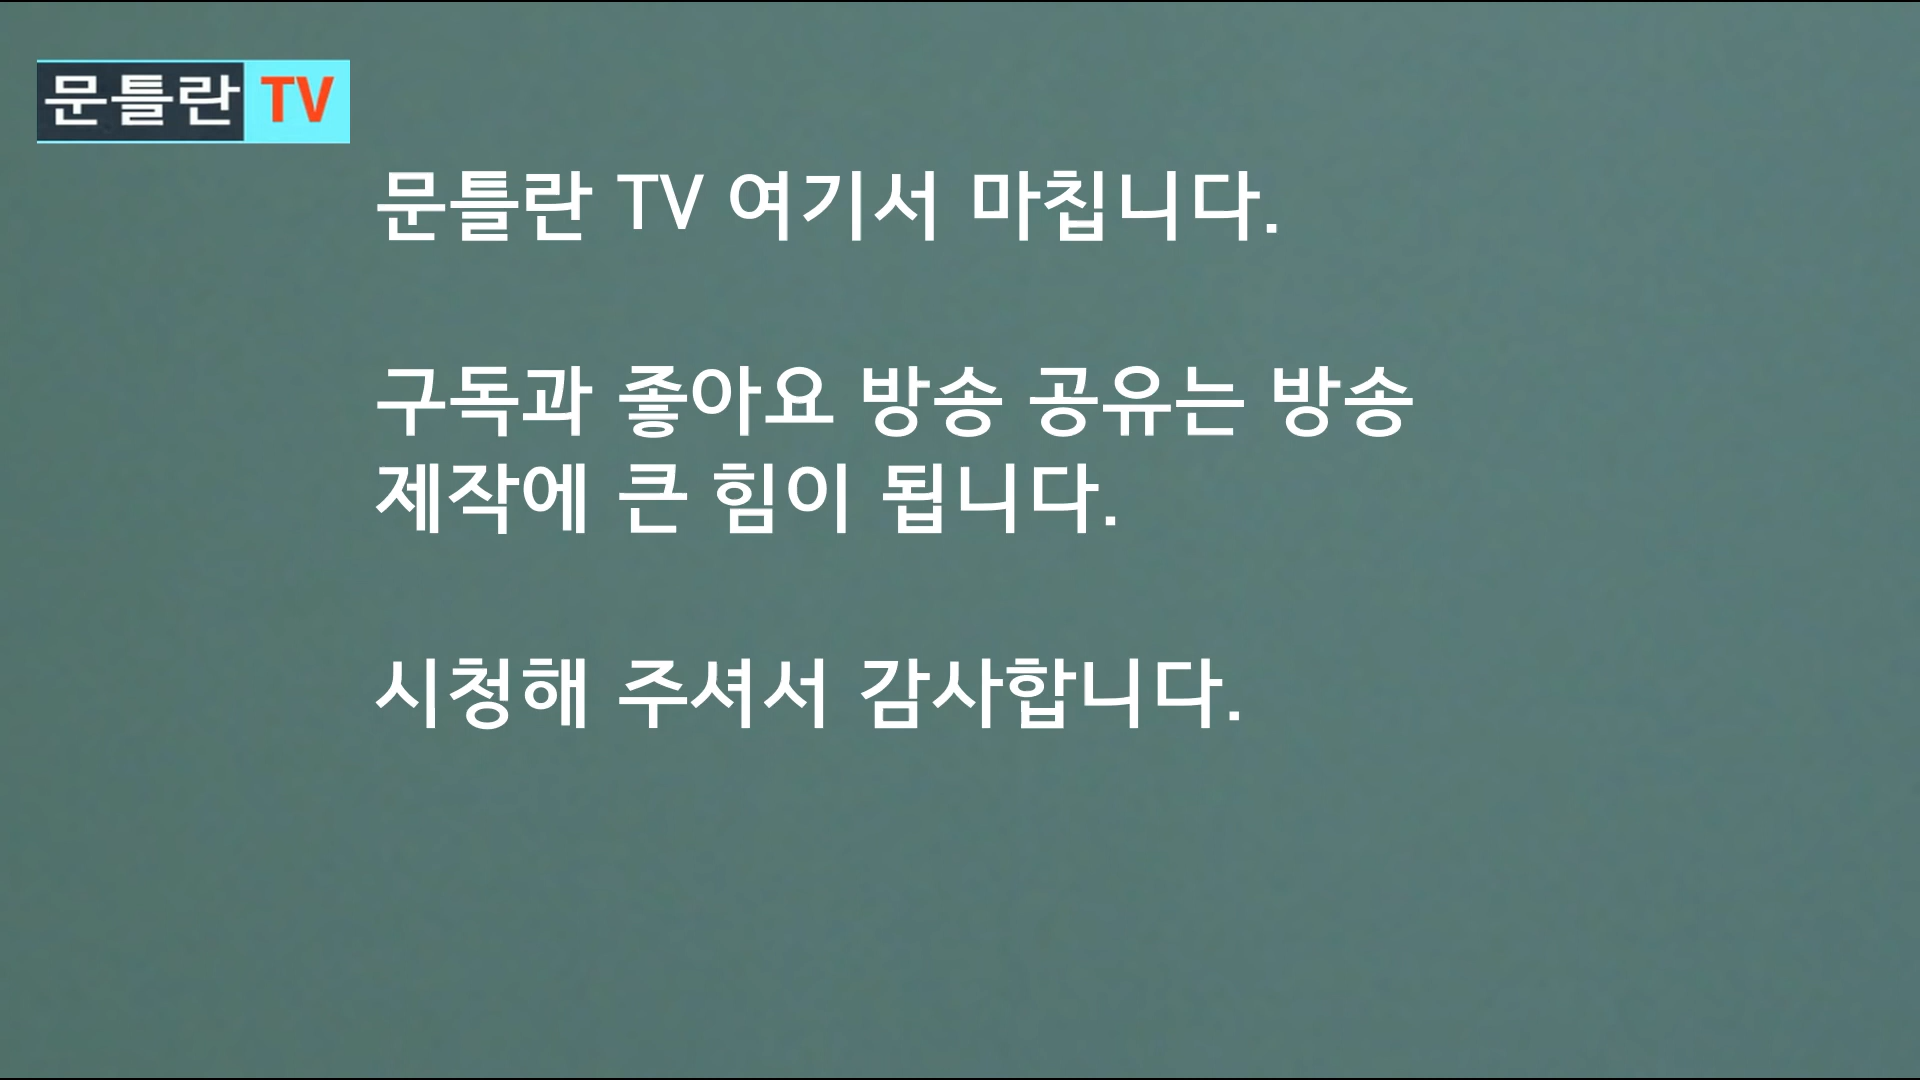 문틀란 TV
문틀란 TV 여기서 마칩니다.
구독과 좋아요 방송 공유는 방송
제작에 큰 힘이 됩니다.
시청해 주셔서 감사합니다.